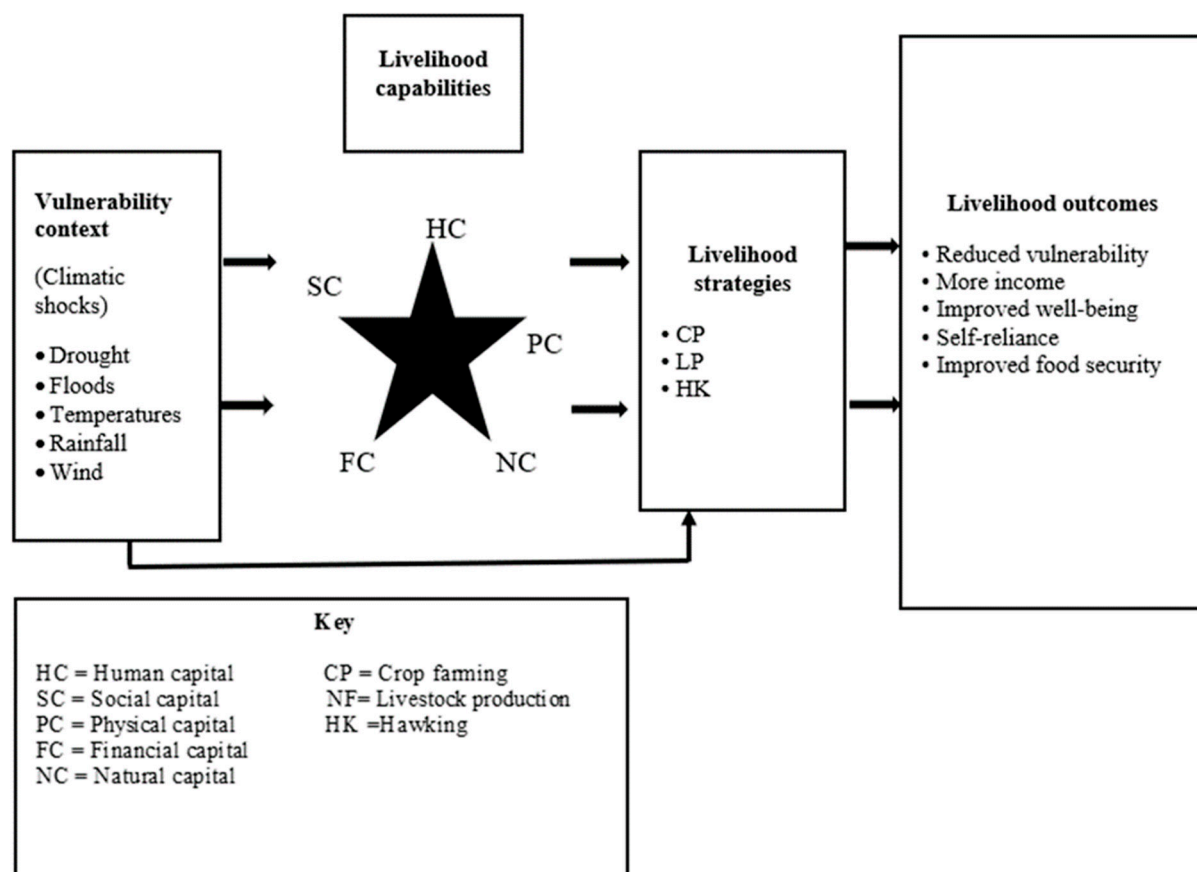 Livelihood
capabilities
Vulnerability
context
(Climatic
shocks)
• Drought
• Floods
• Temperatures
• Rainfall
• Wind
HC
SC
PC
FC
NC
Livelihood
strategies
• CP
• LP
• HK
Livelihood outcomes
• Reduced vulnerability
• More income
• Improved well-being
• Self-reliance
• Improved food security
Key
HC = Human capital
SC = Social capital
PC = Physical capital
FC = Financial capital
NC = Natural capital
CP = Crop farming
NF= Livestock production
HK =Hawking